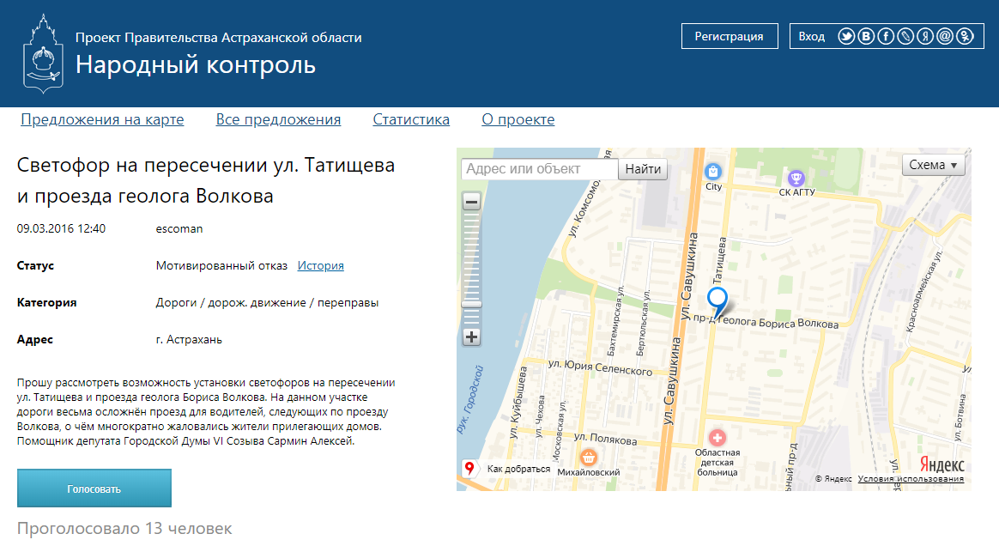 Проект Правительства Астраханской области
Народный контроль
Регистрация
Вход
Предложения на карте
Все предложения
Статистика
О проекте
Светофор на пересечении ул. Татищева
и проезда геолога Волкова
09.03.2016 12:40 escoman
Статус Мотивированный отказ История
Категория Дороги / дорож. движение / переправы
Адрес г. Астрахань
Прошу рассмотреть возможность установки светофоров на пересечении
ул. Татищева и проезда геолога Бориса Волкова. На данном участке
дороги весьма осложнён проезд для водителей, следующих по проезду
Волкова, о чём многократно жаловались жители прилегающих домов.
Помощник депутата Городской Думы VI Созыва Сармин Алексей.
Голосовать
Проголосовало 13 человек
Адрес или объект
Найти
Схема
City
СК АГТУ
ул. Комсомо
ул. Савушкина
Татищева
пр-д Геолога Бориса Волкова
Красноармейская ул.
Бахтемирская ул.
Бертюльская ул.
ул. Юрия Селенского
ул. Савушкина
рук. Городской
ул. Куйбышева
ул. Чехова
Московская ул.
ул. Полякова
Михайловский
Областная
детская
больница
ный пр-д
ул.
ул. Ботвина
Как добраться
Яндекс
© Яндекс Условия использования